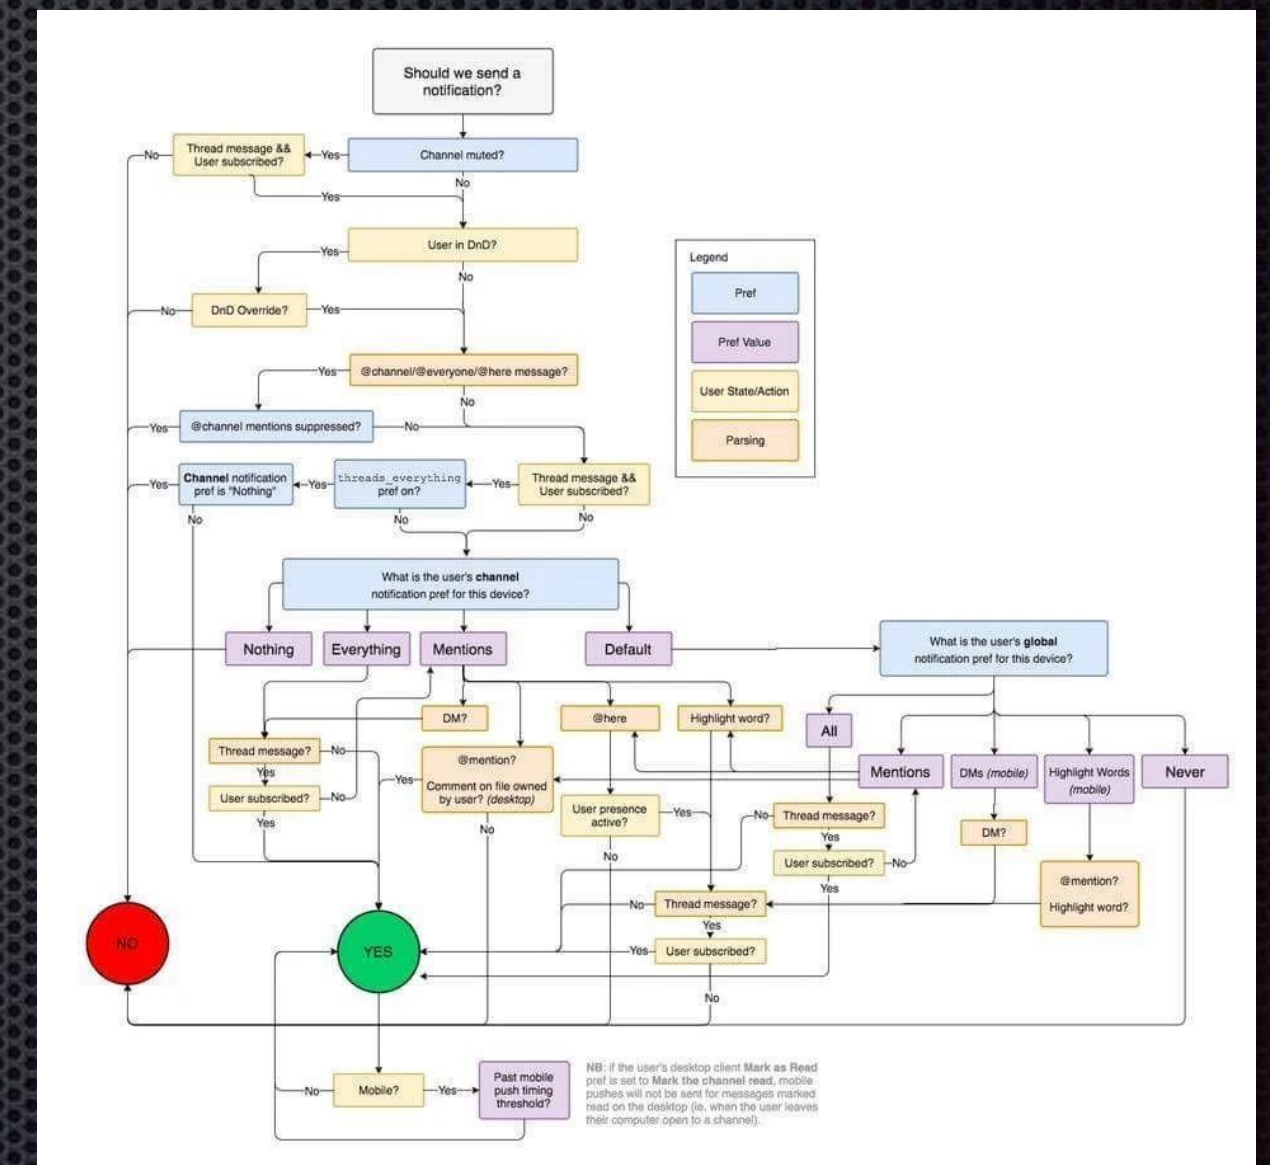 Should we send a
notification?
Thread message &&
User subscribed?
No
Yes
Channel muted?
No
Yes
User in DnD?
Yes
No
DnD Override?
No
Yes
@channel/@everyone/@here message?
Yes
No
@channel mentions suppressed?
Yes
No
Channel notification
pref is "Nothing"
Yes
Yes
threads_everything
pref on?
Yes
Thread message &&
User subscribed?
No
No
No
Legend
Pref
Pref Value
User State/Action
Parsing
What is the user's channel
notification pref for this device?
Nothing
Everything
Mentions
Default
What is the user's global
notification pref for this device?
DM?
@here
Highlight word?
All
Thread message?
No
Yes
User subscribed?
No
Yes
@mention?
Comment on file owned
by user? (desktop)
Yes
No
User presence
active?
Yes
No
Mentions
DMs (mobile)
Highlight Words
(mobile)
Never
Thread message?
No
Yes
User subscribed?
No
Yes
DM?
@mention?
Highlight word?
Thread message?
No
Yes
User subscribed?
Yes
No
NO
YES
Mobile?
No
Yes
Past mobile
push timing
threshold?
NB: if the user's desktop client Mark as Read
pref is set to Mark the channel read, mobile
pushes will not be sent for messages marked
read on the desktop (ie. when the user leaves
their computer open to a channel).